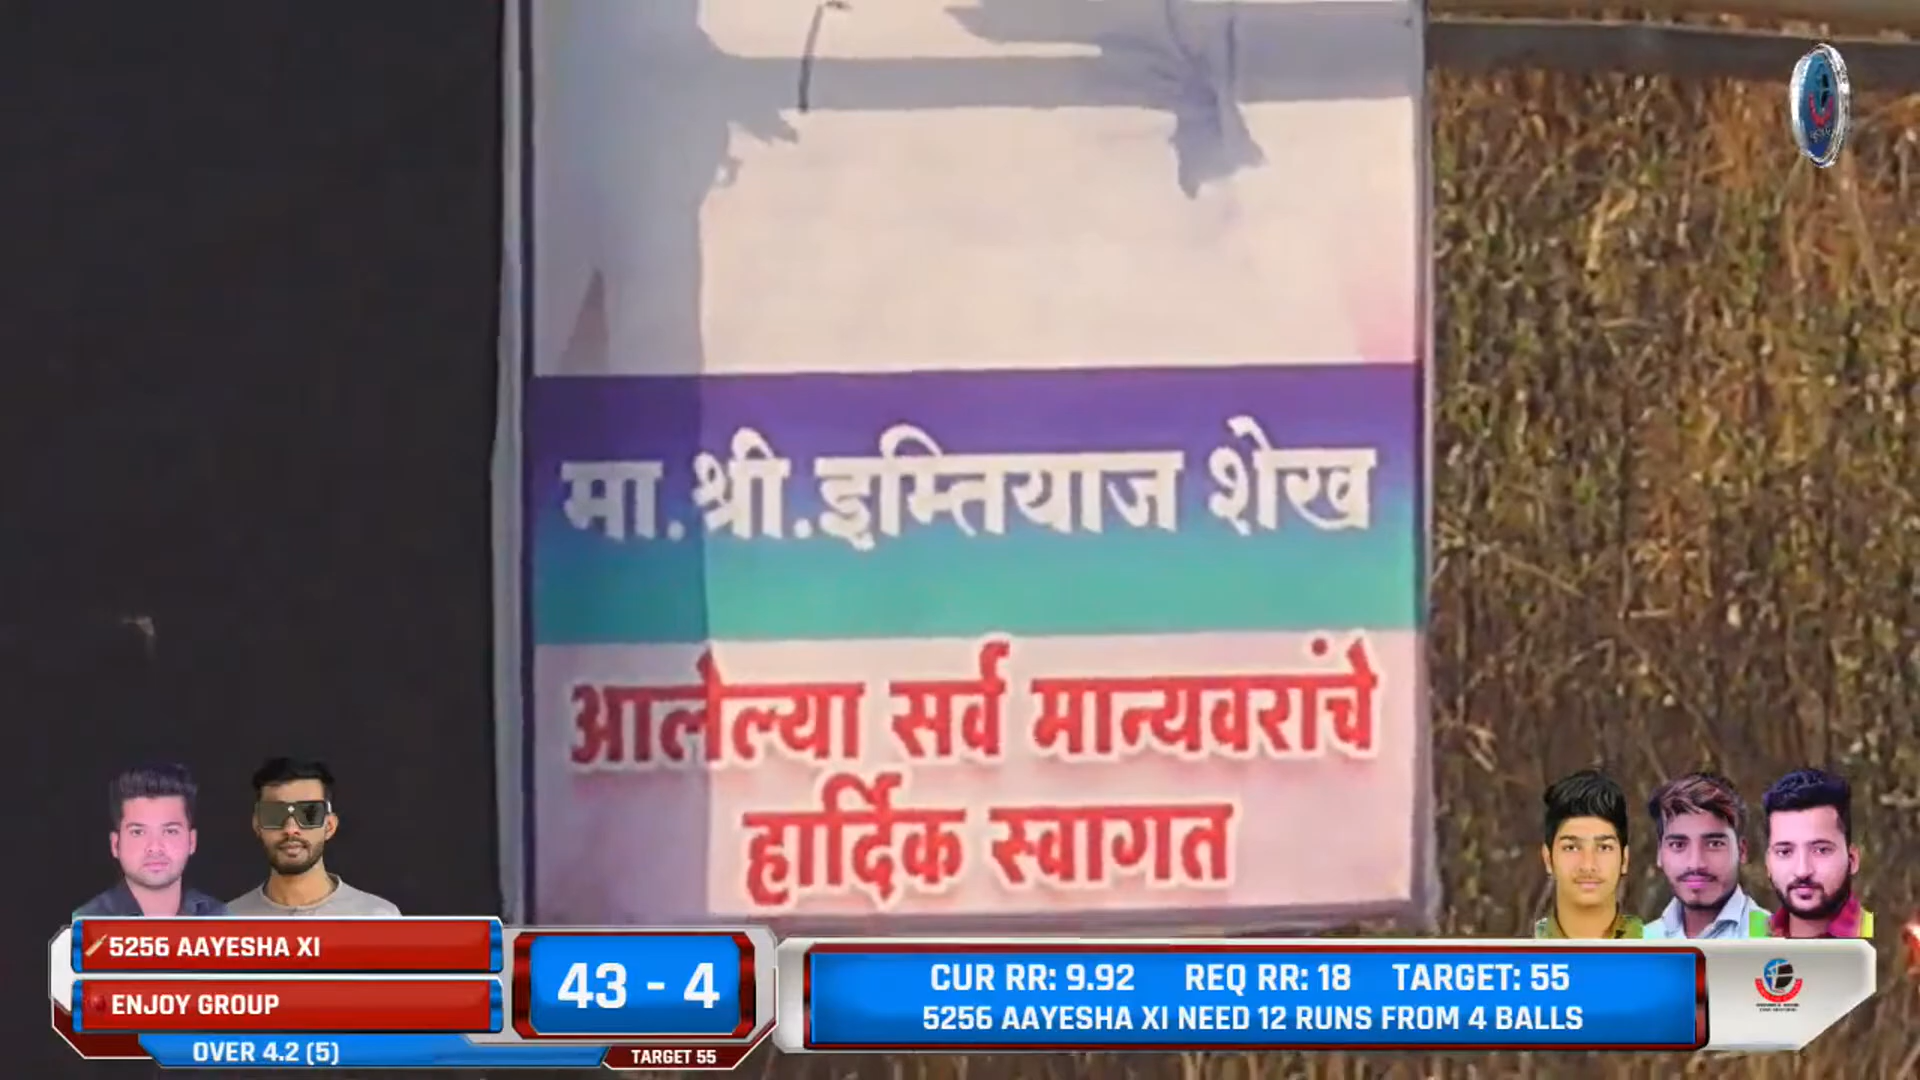 मा.श्री.इम्तियाज शेख
आलेल्या सर्व मान्यवरांचे
हार्दिक स्वागत
5256 AAYESHA XI
ENJOY GROUP
OVER 4.2 (5)
43 - 4
TARGET 55
CUR RR: 9.92 REQ RR: 18 TARGET: 55
5256 AAYESHA XI NEED 12 RUNS FROM 4 BALLS